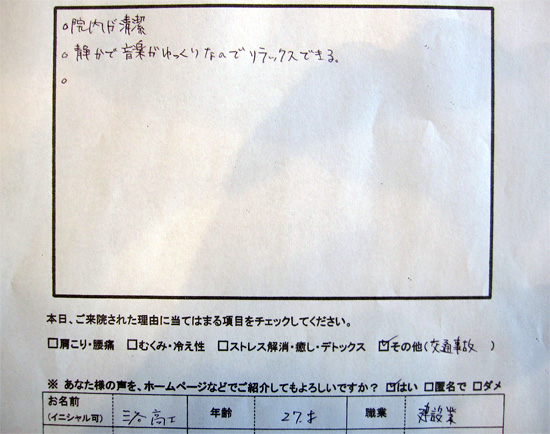 ○院内が清潔
○静かで音楽がゆっくりなのでリラックスできる。
○
本日、ご来院された理由に当てはまる項目をチェックしてください。
□肩こり・腰痛 □むくみ・冷え性 □ストレス解消・癒し・デトックス ☑その他(交通事故 )
※ あなた様の声を、ホームページなどでご紹介してもよろしいですか？ ☑はい □匿名で □ダメ
お名前
(イニシャル可) 高士 年齢 27才 職業 建設業